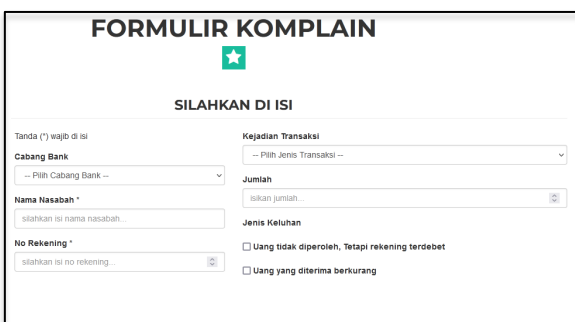 FORMULIR KOMPLAIN
SILAHKAN DI ISI
Tanda (*) wajib di isi
Cabang Bank
-- Pilih Cabang Bank --
Nama Nasabah *
silahkan isi nama nasabah...
No Rekening *
silahkan isi no rekening...
Kejadian Transaksi
-- Pilih Jenis Transaksi --
Jumlah
isikan jumlah...
Jenis Keluhan
Uang tidak diperoleh, Tetapi rekening terdebet
Uang yang diterima berkurang